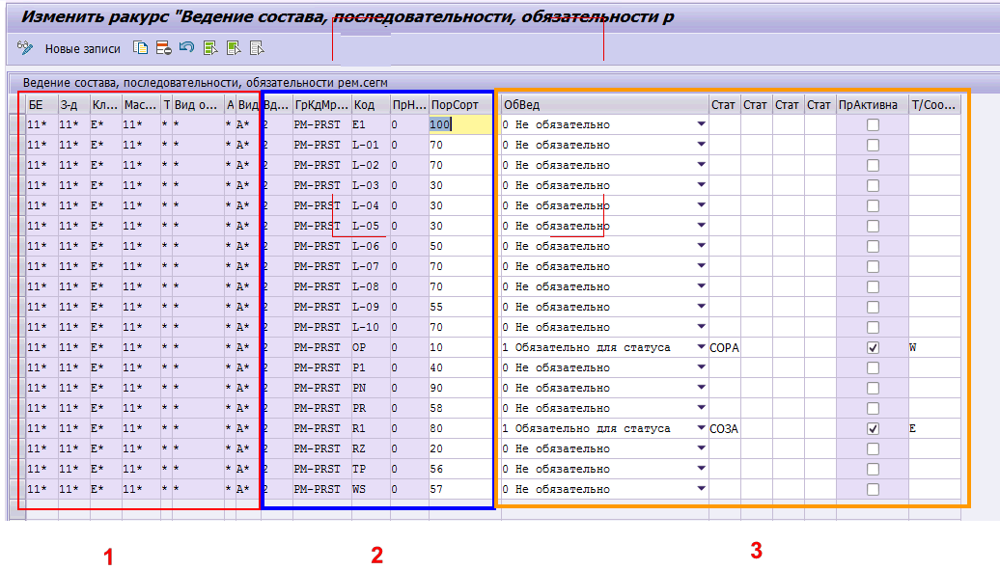 Изменить ракурс "Ведение состава, последовательности, обязательности р
Новые записи
Ведение состава, последовательности, обязательности рем.сегм
БЕ З-д Кл... Мас... Т Вид о... А Вид Вд... ГрКдМр... Код ПрН... ПорСорт ОбВед Стат Стат Стат Стат ПрАктивна Т/Соо...
11* 11* E* 11* * * * A* 2 PM-PRST E1 0 100 0 Не обязательно
11* 11* E* 11* * * * A* 2 PM-PRST L-01 0 70 0 Не обязательно
11* 11* E* 11* * * * A* 2 PM-PRST L-02 0 70 0 Не обязательно
11* 11* E* 11* * * * A* 2 PM-PRST L-03 0 30 0 Не обязательно
11* 11* E* 11* * * * A* 2 PM-PRST L-04 0 30 0 Не обязательно
11* 11* E* 11* * * * A* 2 PM-PRST L-05 0 30 0 Не обязательно
11* 11* E* 11* * * * A* 2 PM-PRST L-06 0 50 0 Не обязательно
11* 11* E* 11* * * * A* 2 PM-PRST L-07 0 70 0 Не обязательно
11* 11* E* 11* * * * A* 2 PM-PRST L-08 0 70 0 Не обязательно
11* 11* E* 11* * * * A* 2 PM-PRST L-09 0 55 0 Не обязательно
11* 11* E* 11* * * * A* 2 PM-PRST L-10 0 70 0 Не обязательно
11* 11* E* 11* * * * A* 2 PM-PRST OP 0 10 1 Обязательно для статуса СОРА W
11* 11* E* 11* * * * A* 2 PM-PRST P1 0 40 0 Не обязательно
11* 11* E* 11* * * * A* 2 PM-PRST PN 0 90 0 Не обязательно
11* 11* E* 11* * * * A* 2 PM-PRST PR 0 58 0 Не обязательно
11* 11* E* 11* * * * A* 2 PM-PRST R1 0 80 1 Обязательно для статуса СОЗА E
11* 11* E* 11* * * * A* 2 PM-PRST RZ 0 20 0 Не обязательно
11* 11* E* 11* * * * A* 2 PM-PRST TP 0 56 0 Не обязательно
11* 11* E* 11* * * * A* 2 PM-PRST WS 0 57 0 Не обязательно
1 2 3